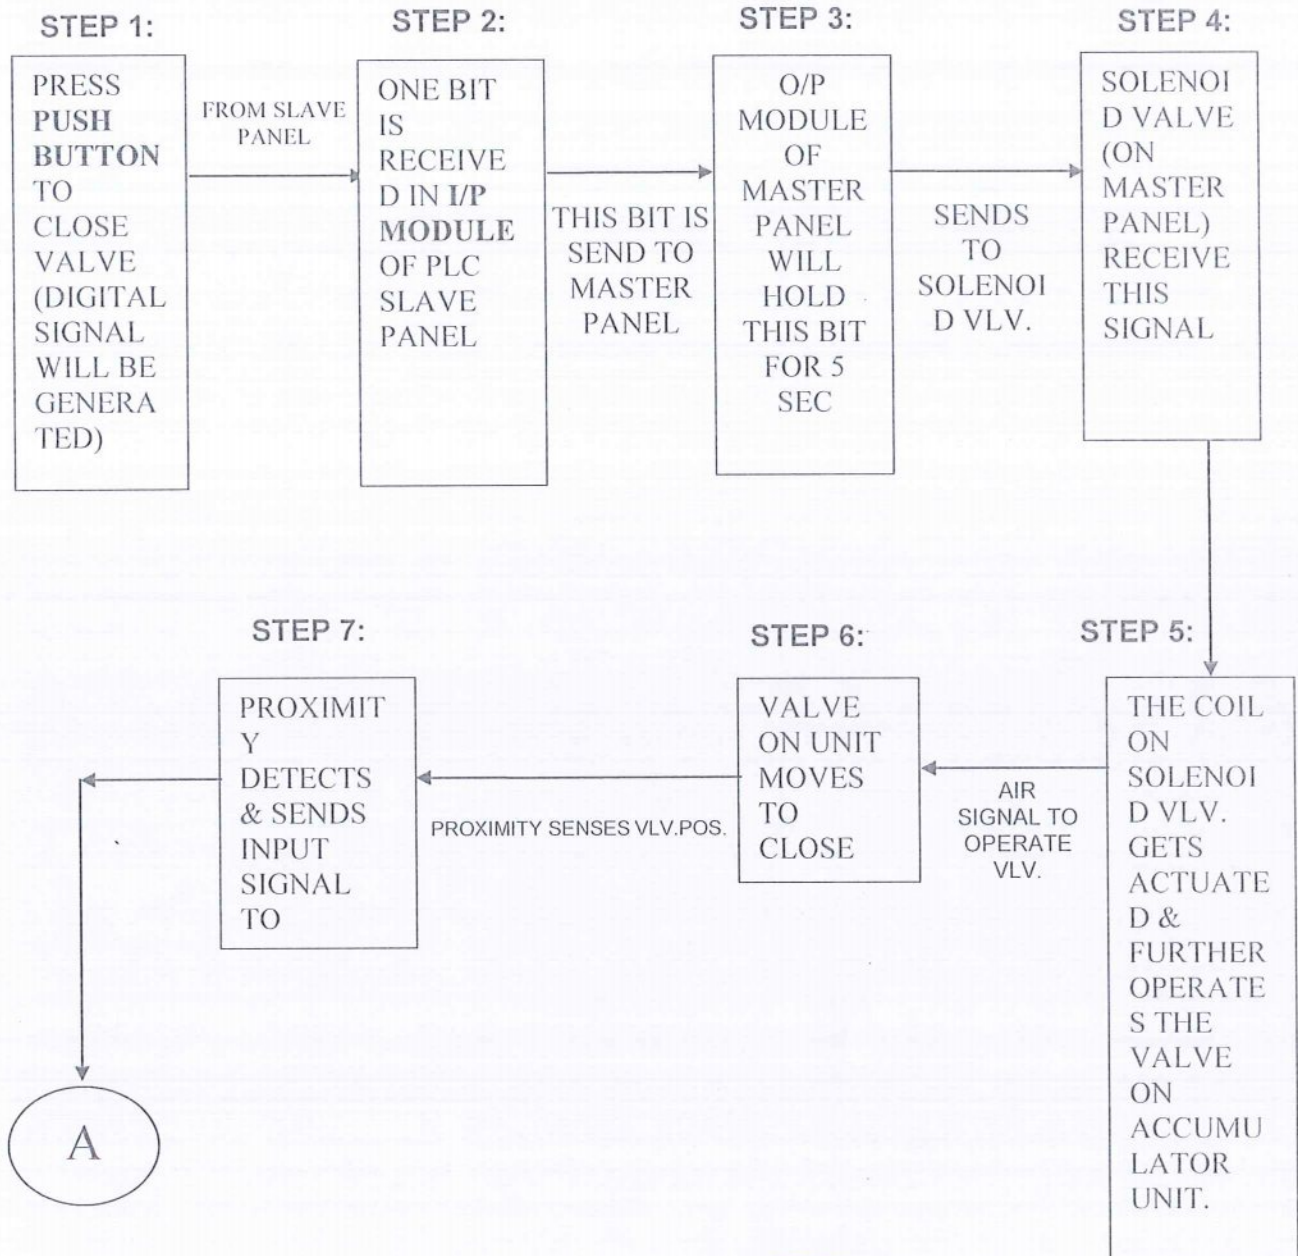 STEP 1:
PRESS
PUSH
BUTTON
TO
CLOSE
VALVE
(DIGITAL
SIGNAL
WILL BE
GENERA
TED)
FROM SLAVE
PANEL
STEP 2:
ONE BIT
IS
RECEIVE
D IN I/P
MODULE
OF PLC
SLAVE
PANEL
THIS BIT IS
SEND TO
MASTER
PANEL
STEP 3:
O/P
MODULE
OF
MASTER
PANEL
WILL
HOLD
THIS BIT
FOR 5
SEC
SENDS
TO
SOLENOI
D VLV.
STEP 4:
SOLENOI
D VALVE
(ON
MASTER
PANEL)
RECEIVE
THIS
SIGNAL
STEP 5:
THE COIL
ON
SOLENOI
D VLV.
GETS
ACTUATE
D &
FURTHER
OPERATE
S THE
VALVE
ON
ACCUMU
LATOR
UNIT.
AIR
SIGNAL TO
OPERATE
VLV.
STEP 6:
VALVE
ON UNIT
MOVES
TO
CLOSE
PROXIMITY SENSES VLV.POS.
STEP 7:
PROXIMIT
Y
DETECTS
& SENDS
INPUT
SIGNAL
TO
A